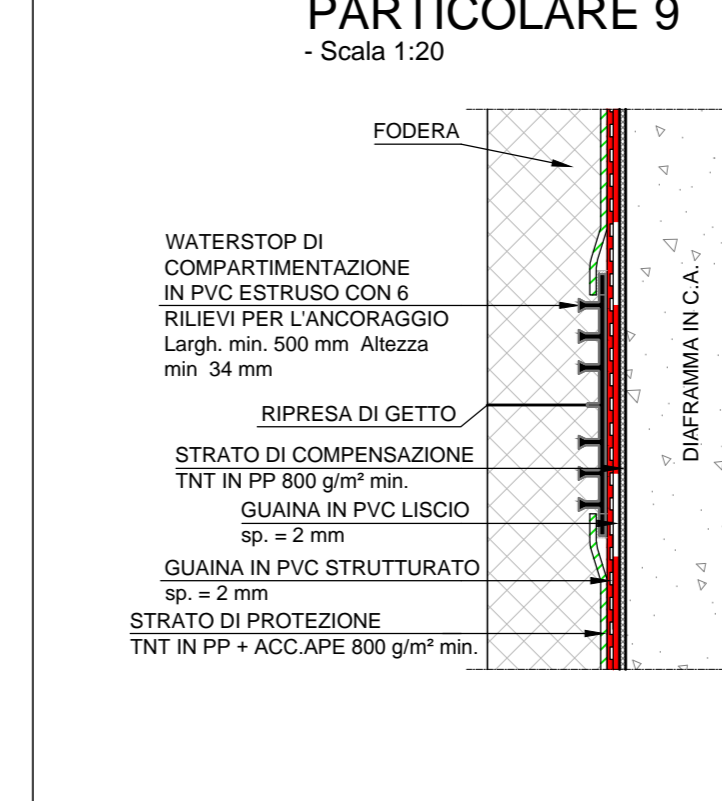 PARTICOLARE 9
- Scala 1:20
FODERA
WATERSTOP DI
COMPARTIMENTAZIONE
IN PVC ESTRUSO CON 6
RILIEVI PER L'ANCORAGGIO
Largh. min. 500 mm Altezza
min 34 mm
RIPRESA DI GETTO
STRATO DI COMPENSAZIONE
TNT IN PP 800 g/m² min.
GUAINA IN PVC LISCIO
sp. = 2 mm
GUAINA IN PVC STRUTTURATO
sp. = 2 mm
STRATO DI PROTEZIONE
TNT IN PP + ACC.APE 800 g/m² min.
DIAFRAMMA IN C.A.